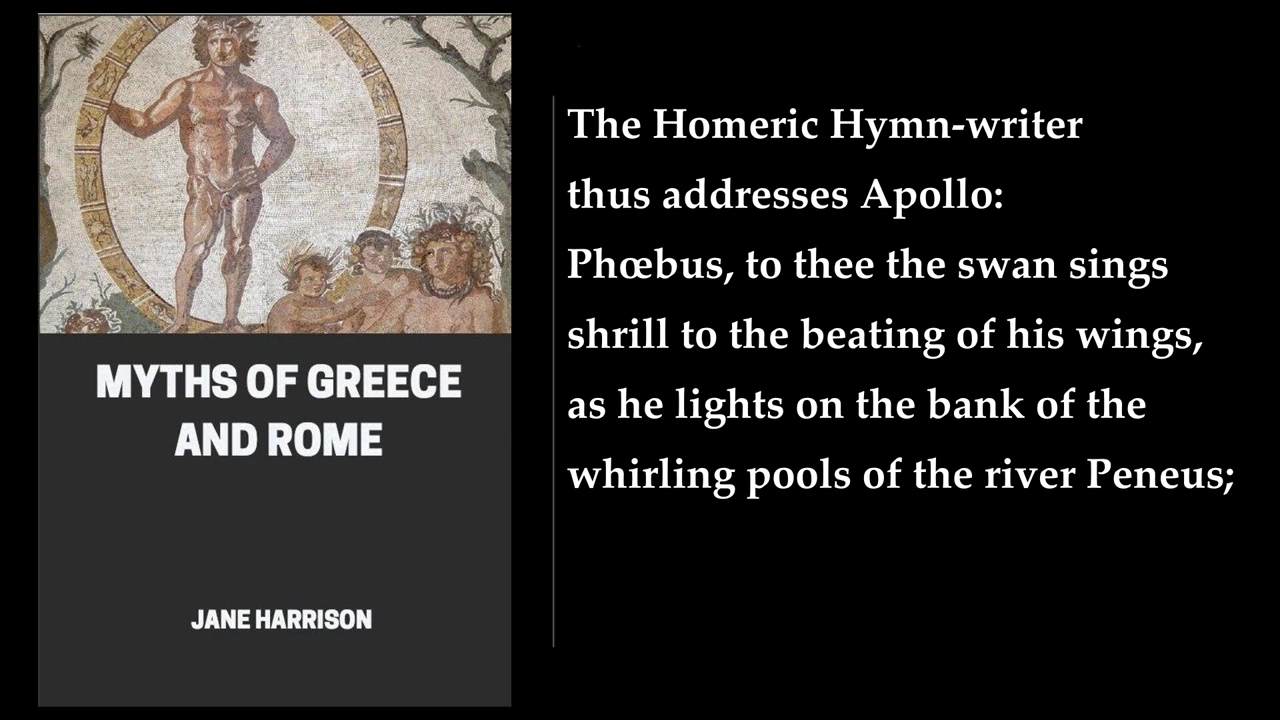 MYTHS OF GREECE
AND ROME
JANE HARRISON
The Homeric Hymn-writer
thus addresses Apollo:
Phœbus, to thee the swan sings
shrill to the beating of his wings,
as he lights on the bank of the
whirling pools of the river Peneus;